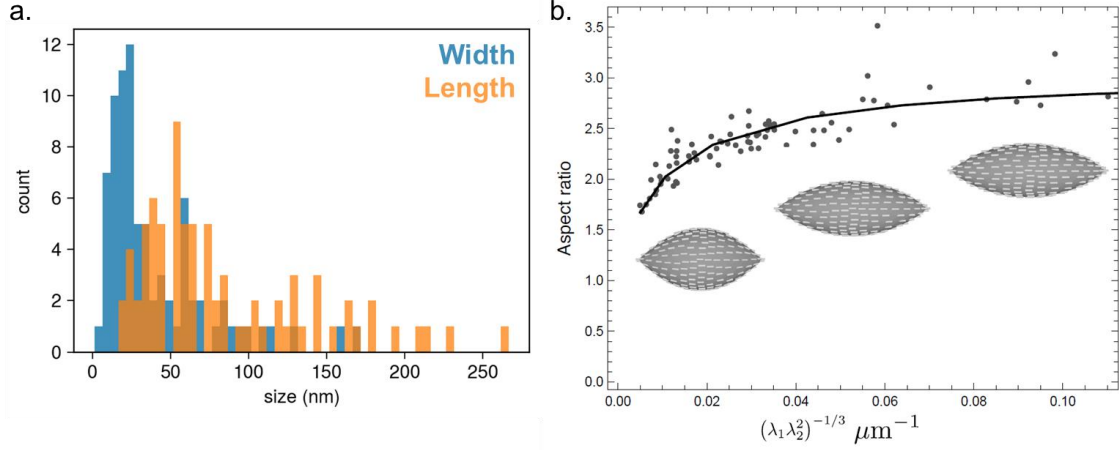 a.
Width
Length
12
10
8
6
4
2
0
count
0 50 100 150 200 250
size (nm)
b.
3.5
3.0
2.5
2.0
1.5
1.0
0.5
0.0
Aspect ratio
0.00 0.02 0.04 0.06 0.08 0.10
(λ₁λ₂²)⁻¹/³ μm⁻¹